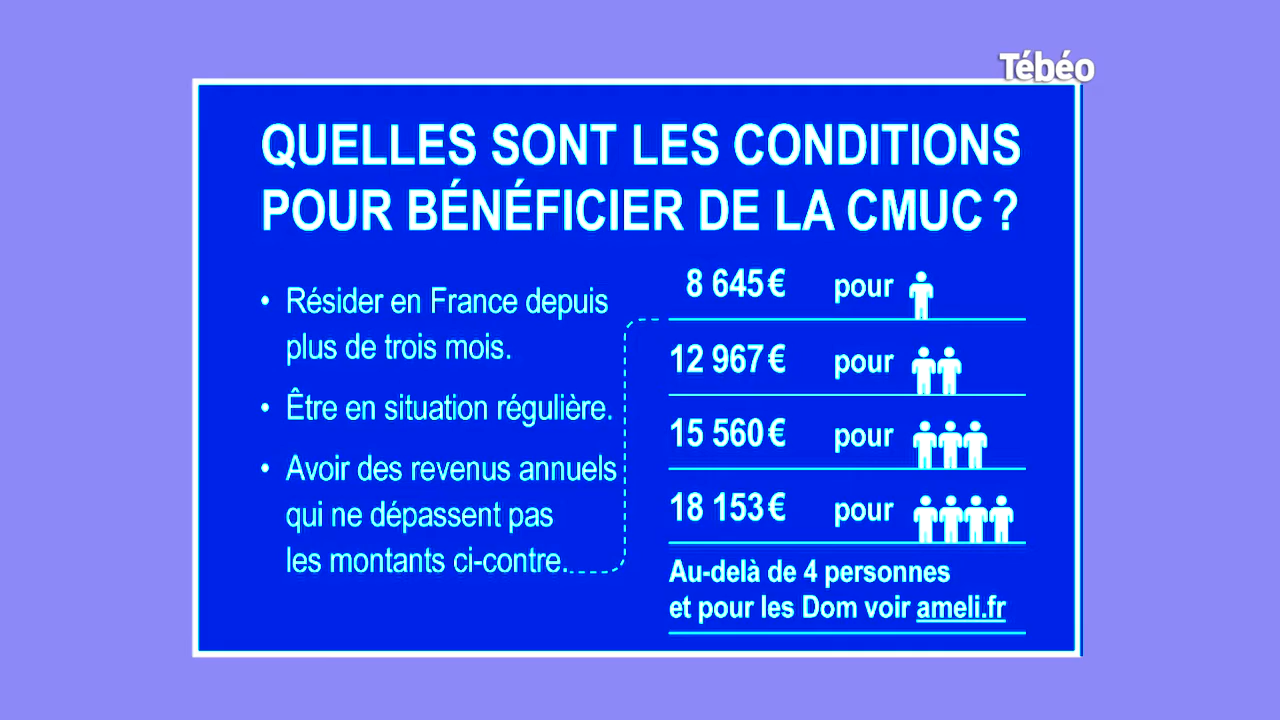 Tébéo
QUELLES SONT LES CONDITIONS
POUR BÉNÉFICIER DE LA CMUC ?
• Résider en France depuis
plus de trois mois.
• Être en situation régulière.
• Avoir des revenus annuels
qui ne dépassent pas
les montants ci-contre.
8 645 € pour
12 967 € pour
15 560 € pour
18 153 € pour
Au-delà de 4 personnes
et pour les Dom voir ameli.fr